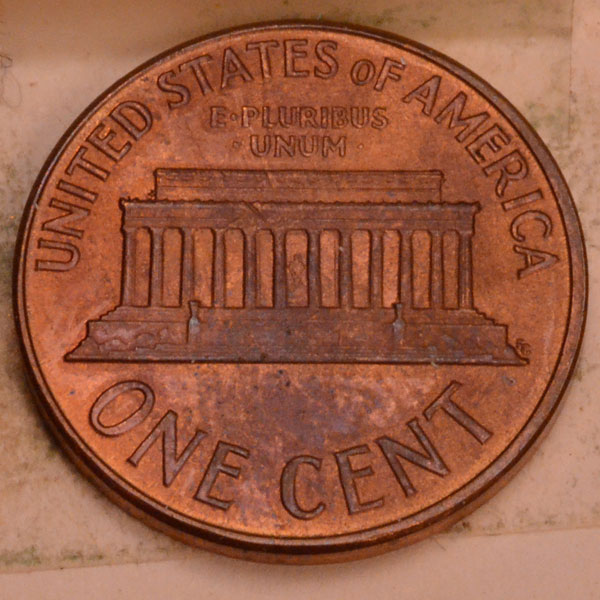 UNITED STATES OF AMERICA
E·PLURIBUS
·UNUM·
ONE CENT